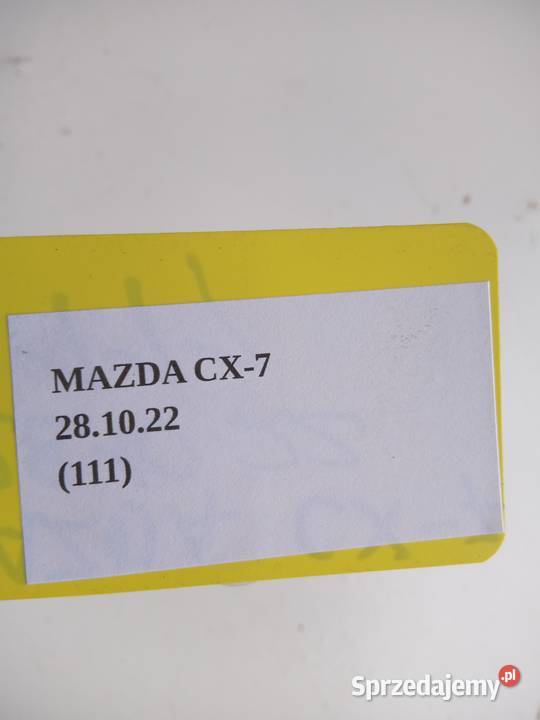 MAZDA CX-7
28.10.22
(111)
Sprzedajemy.pl